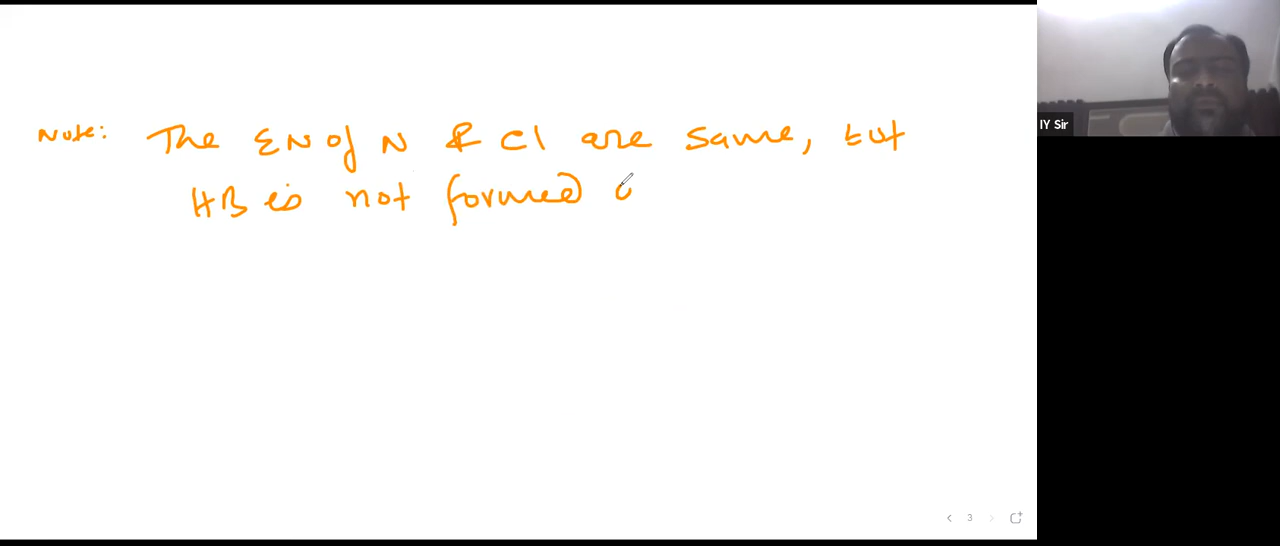 Note: The EN of N & Cl are same, but
HB is not formed
IY Sir
3